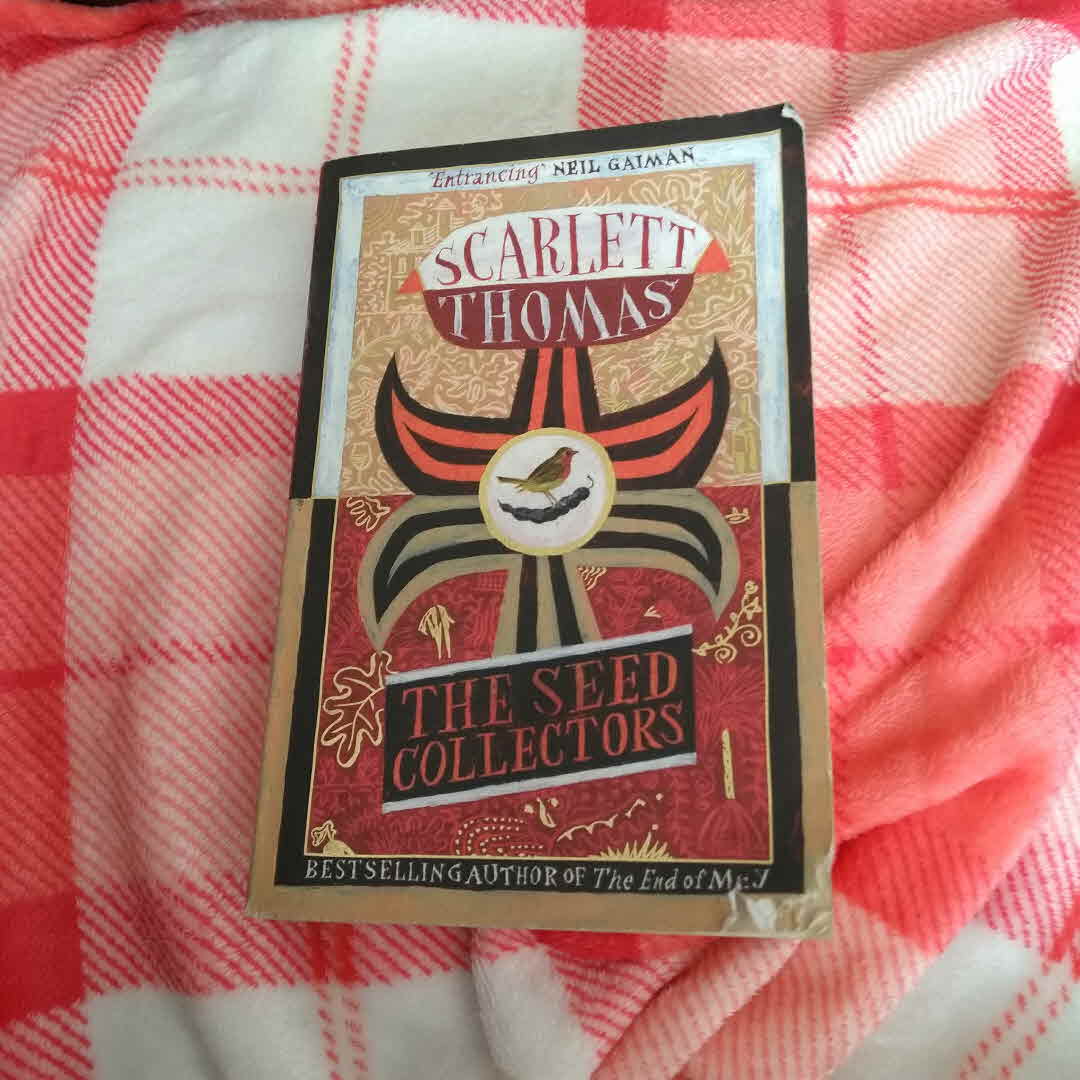 'Entrancing' NEIL GAIMAN
SCARLETT
THOMAS
THE SEED
COLLECTORS
BESTSELLING AUTHOR OF The End of Mr. Y